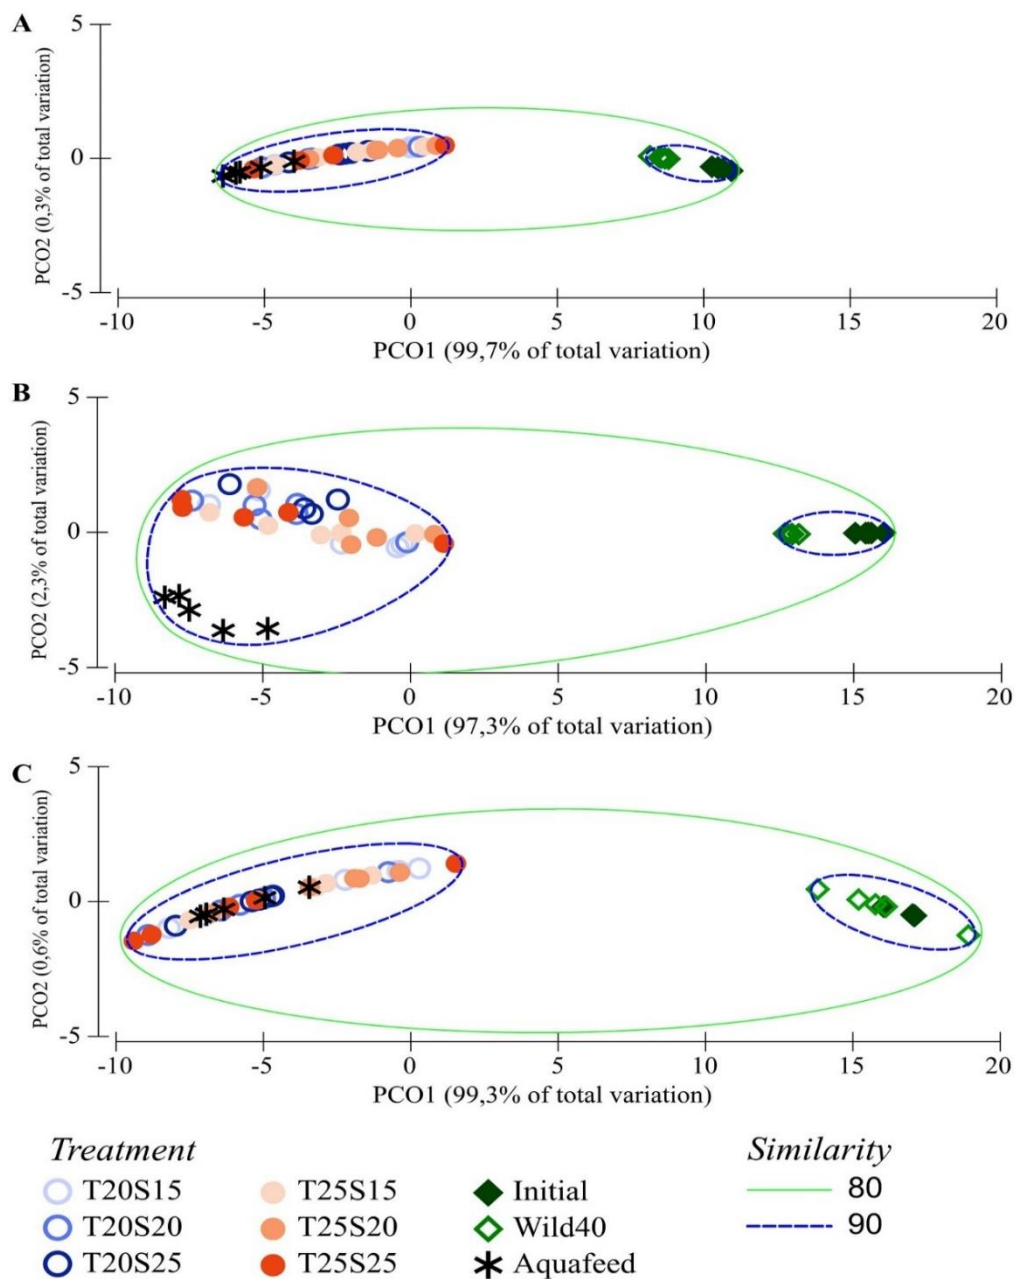 A
5
PCO2 (0,3% of total variation)
0
-5
-10 -5 0 5 10 15 20
PCO1 (99,7% of total variation)
B
5
PCO2 (2,3% of total variation)
0
-5
-10 -5 0 5 10 15 20
PCO1 (97,3% of total variation)
C
5
PCO2 (0,6% of total variation)
0
-5
-10 -5 0 5 10 15 20
PCO1 (99,3% of total variation)
Treatment Similarity
T20S15 T25S15 Initial 80
T20S20 T25S20 Wild40 90
T20S25 T25S25 Aquafeed